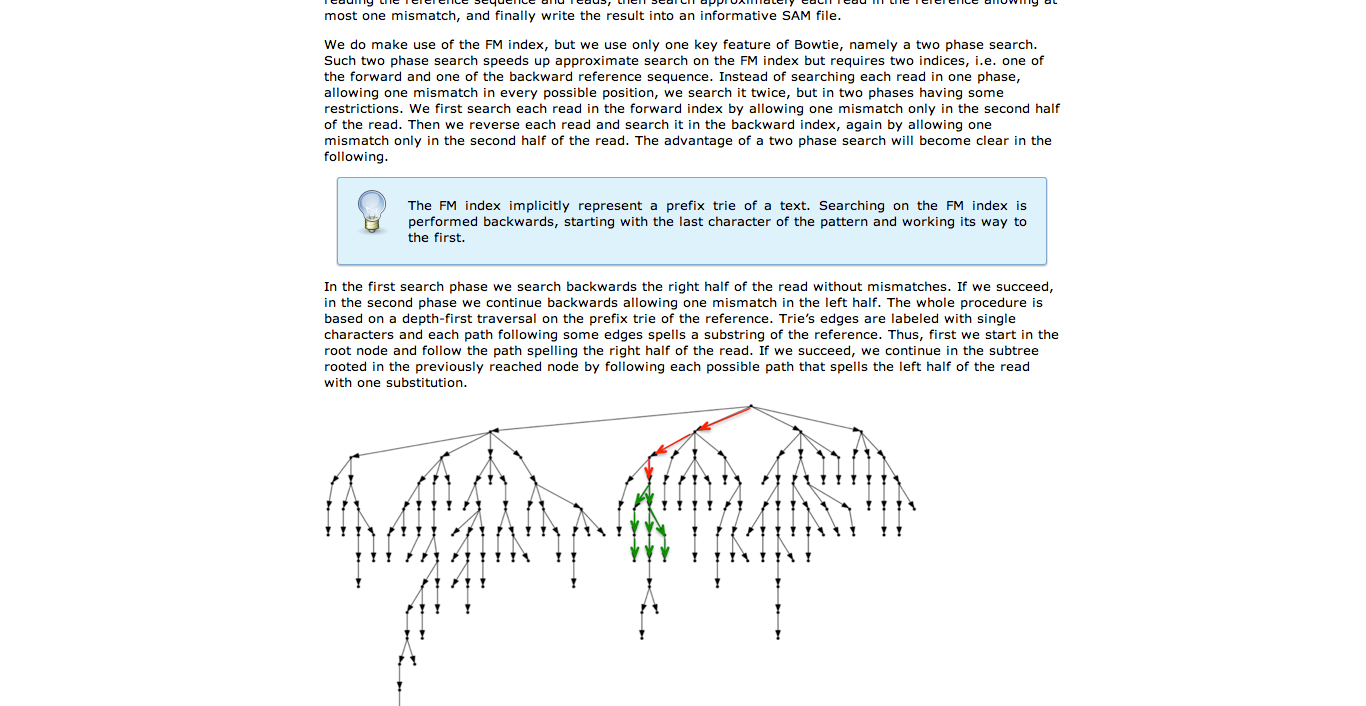 reading the reference sequence and reads, then search approximately each read in the reference allowing at
most one mismatch, and finally write the result into an informative SAM file.
We do make use of the FM index, but we use only one key feature of Bowtie, namely a two phase search.
Such two phase search speeds up approximate search on the FM index but requires two indices, i.e. one of
the forward and one of the backward reference sequence. Instead of searching each read in one phase,
allowing one mismatch in every possible position, we search it twice, but in two phases having some
restrictions. We first search each read in the forward index by allowing one mismatch only in the second half
of the read. Then we reverse each read and search it in the backward index, again by allowing one
mismatch only in the second half of the read. The advantage of a two phase search will become clear in the
following.
The FM index implicitly represent a prefix trie of a text. Searching on the FM index is
performed backwards, starting with the last character of the pattern and working its way to
the first.
In the first search phase we search backwards the right half of the read without mismatches. If we succeed,
in the second phase we continue backwards allowing one mismatch in the left half. The whole procedure is
based on a depth-first traversal on the prefix trie of the reference. Trie’s edges are labeled with single
characters and each path following some edges spells a substring of the reference. Thus, first we start in the
root node and follow the path spelling the right half of the read. If we succeed, we continue in the subtree
rooted in the previously reached node by following each possible path that spells the left half of the read
with one substitution.